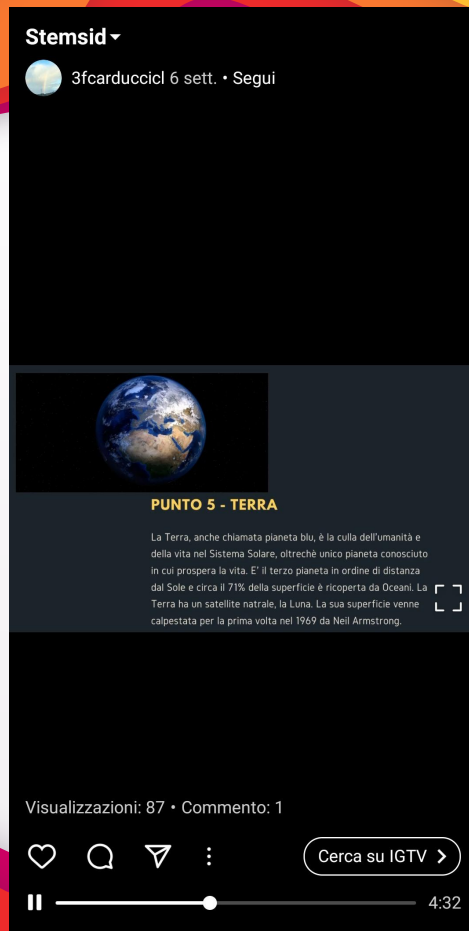 Stemsid
3fcarduccicl 6 sett. • Segui
PUNTO 5 - TERRA
La Terra, anche chiamata pianeta blu, è la culla dell'umanità e
della vita nel Sistema Solare, oltrechè unico pianeta conosciuto
in cui prospera la vita. E' il terzo pianeta in ordine di distanza
dal Sole e circa il 71% della superficie è ricoperta da Oceani. La
Terra ha un satellite natrale, la Luna. La sua superficie venne
calpestata per la prima volta nel 1969 da Neil Armstrong.
Visualizzazioni: 87 • Commento: 1
Cerca su IGTV
4:32